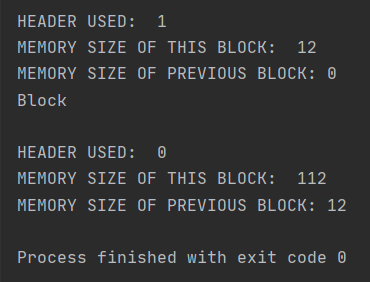 HEADER USED:  1
MEMORY SIZE OF THIS BLOCK:  12
MEMORY SIZE OF PREVIOUS BLOCK: 0
Block
HEADER USED:  0
MEMORY SIZE OF THIS BLOCK:  112
MEMORY SIZE OF PREVIOUS BLOCK: 12
Process finished with exit code 0